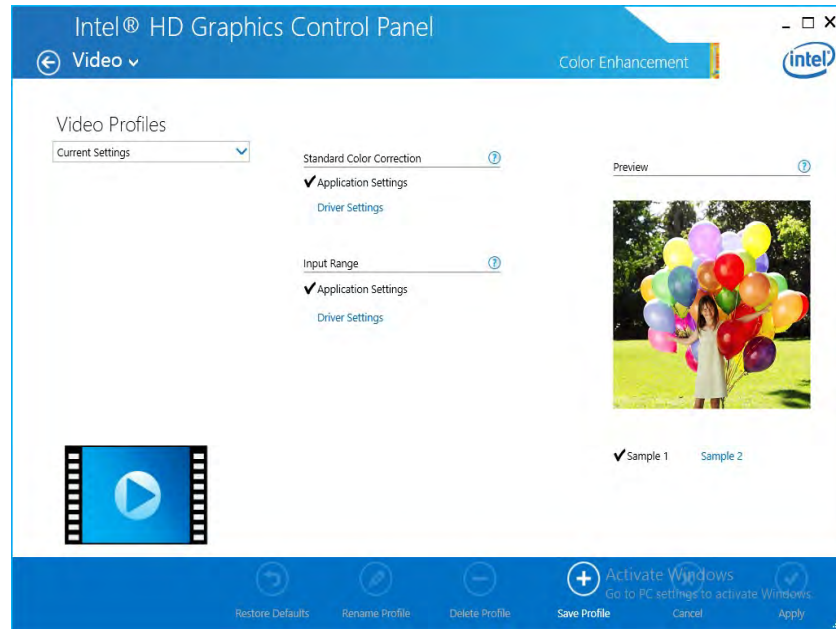 Intel® HD Graphics Control Panel
Video
Color Enhancement
intel
Video Profiles
Current Settings
Standard Color Correction
?
Application Settings
Driver Settings
Input Range
?
Application Settings
Driver Settings
Preview
?
Sample 1
Sample 2
Restore Defaults
Rename Profile
Delete Profile
Save Profile
Cancel
Apply
Activate Windows
Go to PC settings to activate Windows.